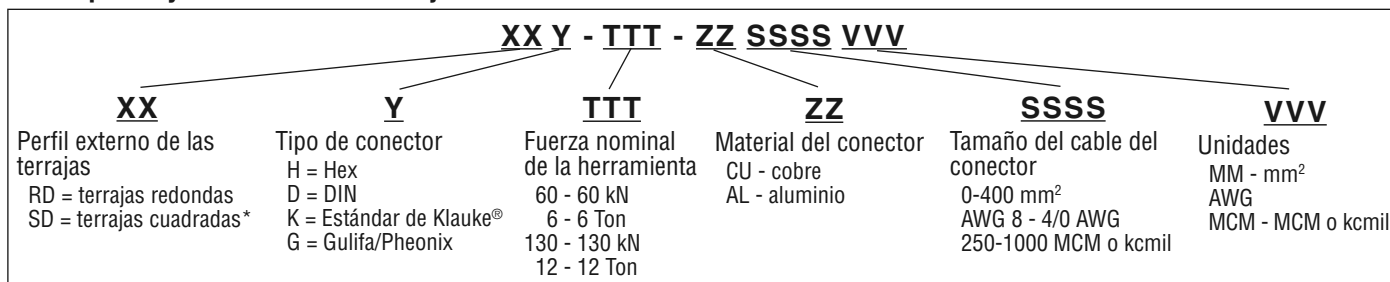 XX Y - TTT - ZZ SSSS VVV
XX
Perfil externo de las
terrajas
RD = terrajas redondas
SD = terrajas cuadradas*
Y
Tipo de conector
H = Hex
D = DIN
K = Estándar de Klauke®
G = Gulifa/Pheonix
TTT
Fuerza nominal
de la herramienta
60 - 60 kN
6 - 6 Ton
130 - 130 kN
12 - 12 Ton
ZZ
Material del conector
CU - cobre
AL - aluminio
SSSS
Tamaño del cable del
conector
0-400 mm²
AWG 8 - 4/0 AWG
250-1000 MCM o kcmil
VVV
Unidades
MM - mm²
AWG
MCM - MCM o kcmil